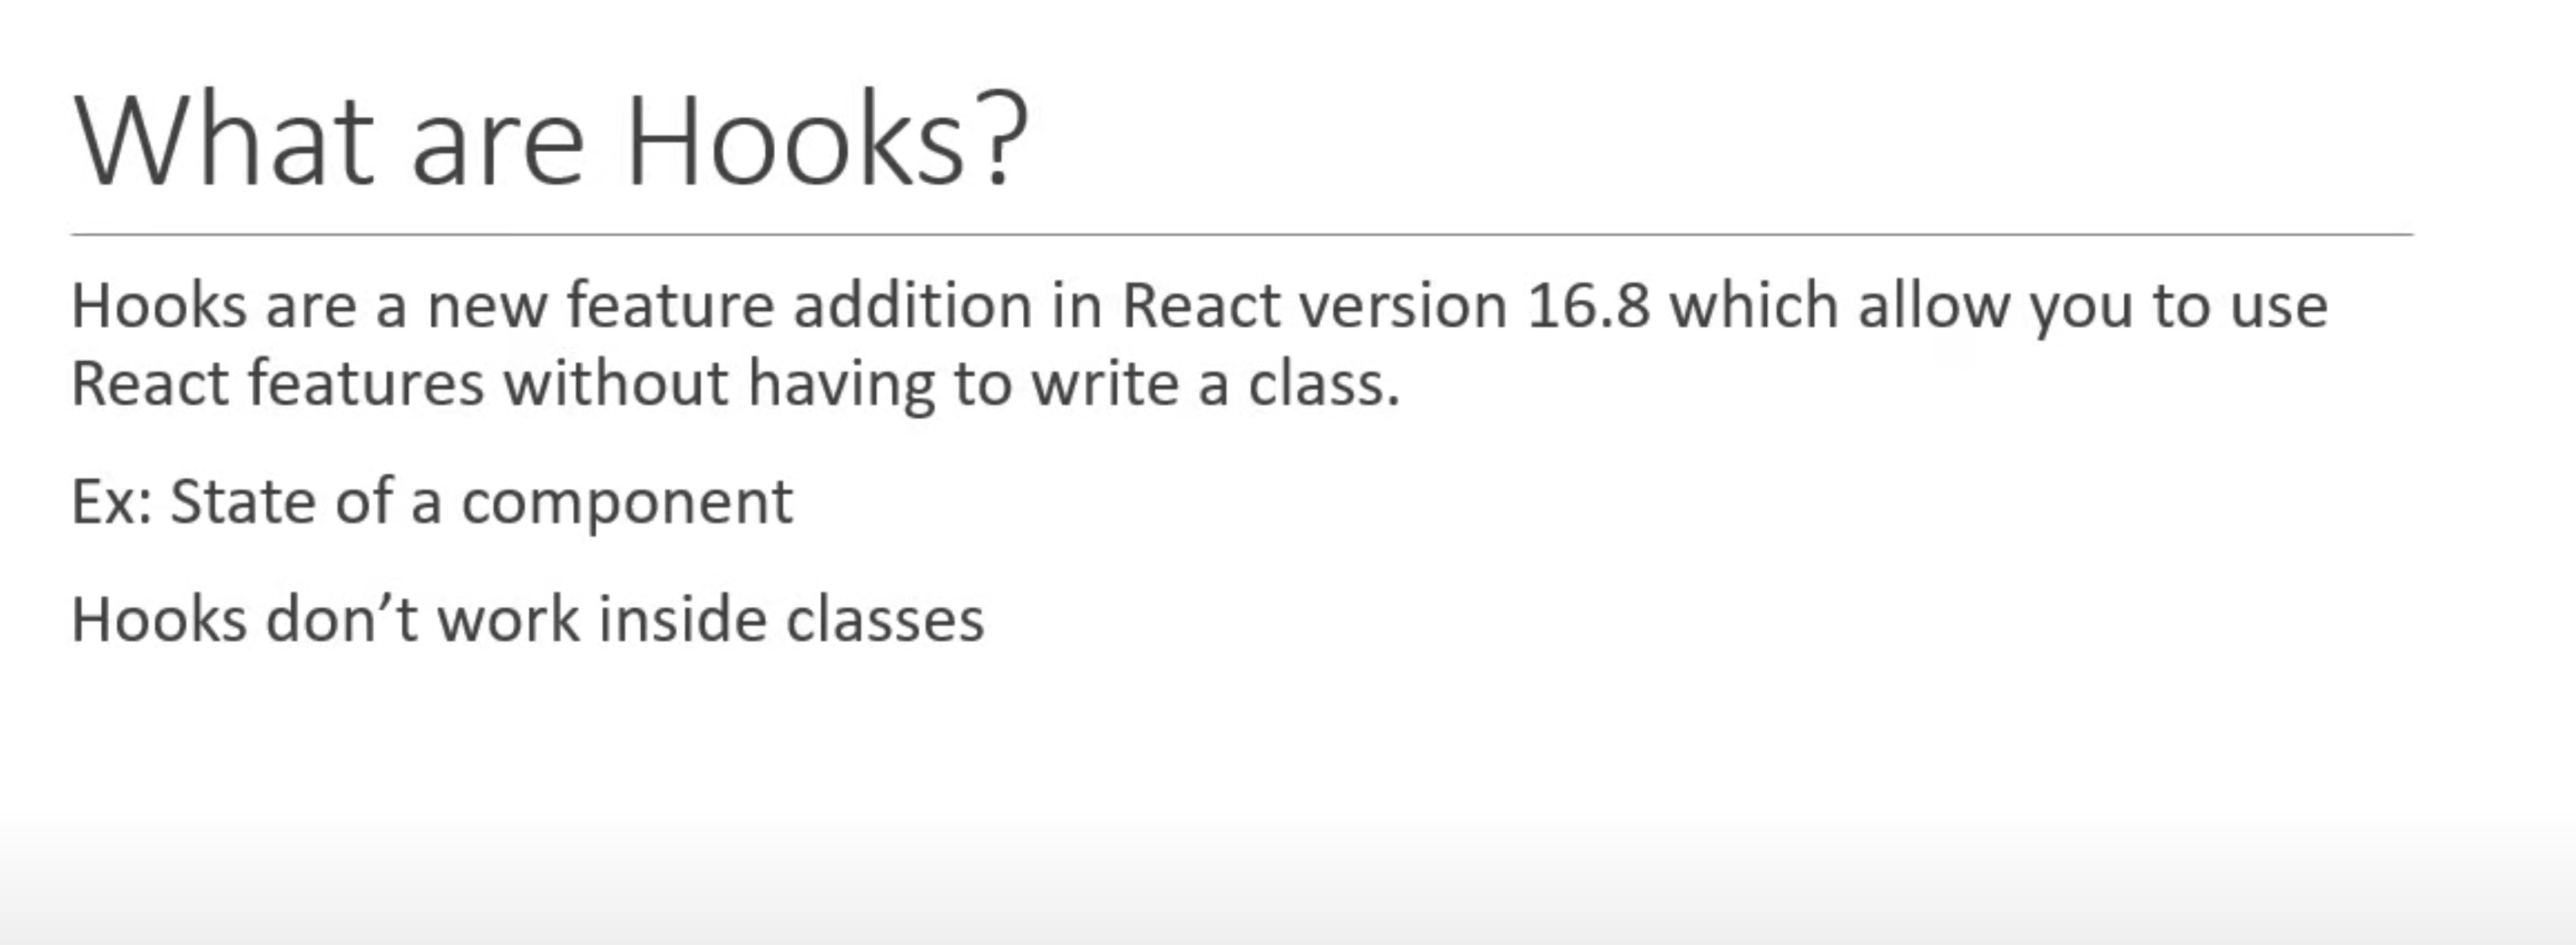 What are Hooks?
Hooks are a new feature addition in React version 16.8 which allow you to use
React features without having to write a class.
Ex: State of a component
Hooks don’t work inside classes